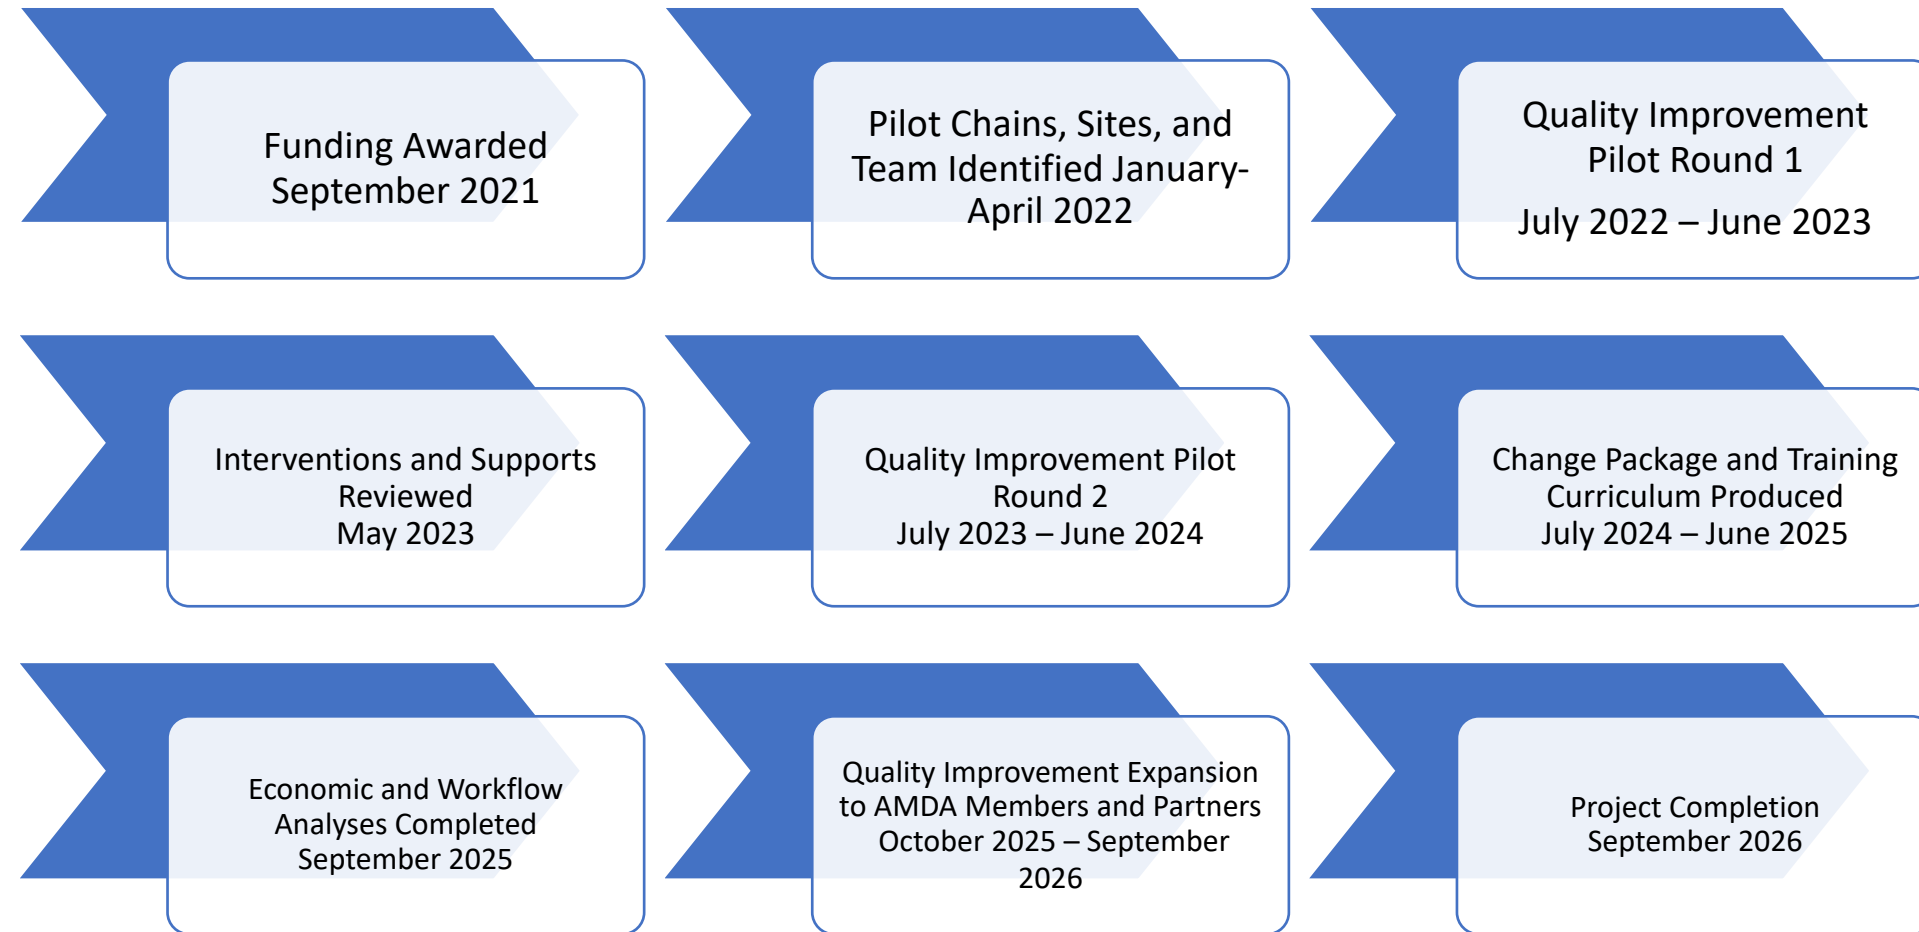 Funding Awarded
September 2021
Pilot Chains, Sites, and
Team Identified January-
April 2022
Quality Improvement
Pilot Round 1
July 2022 – June 2023
Interventions and Supports
Reviewed
May 2023
Quality Improvement Pilot
Round 2
July 2023 – June 2024
Change Package and Training
Curriculum Produced
July 2024 – June 2025
Economic and Workflow
Analyses Completed
September 2025
Quality Improvement Expansion
to AMDA Members and Partners
October 2025 – September
2026
Project Completion
September 2026